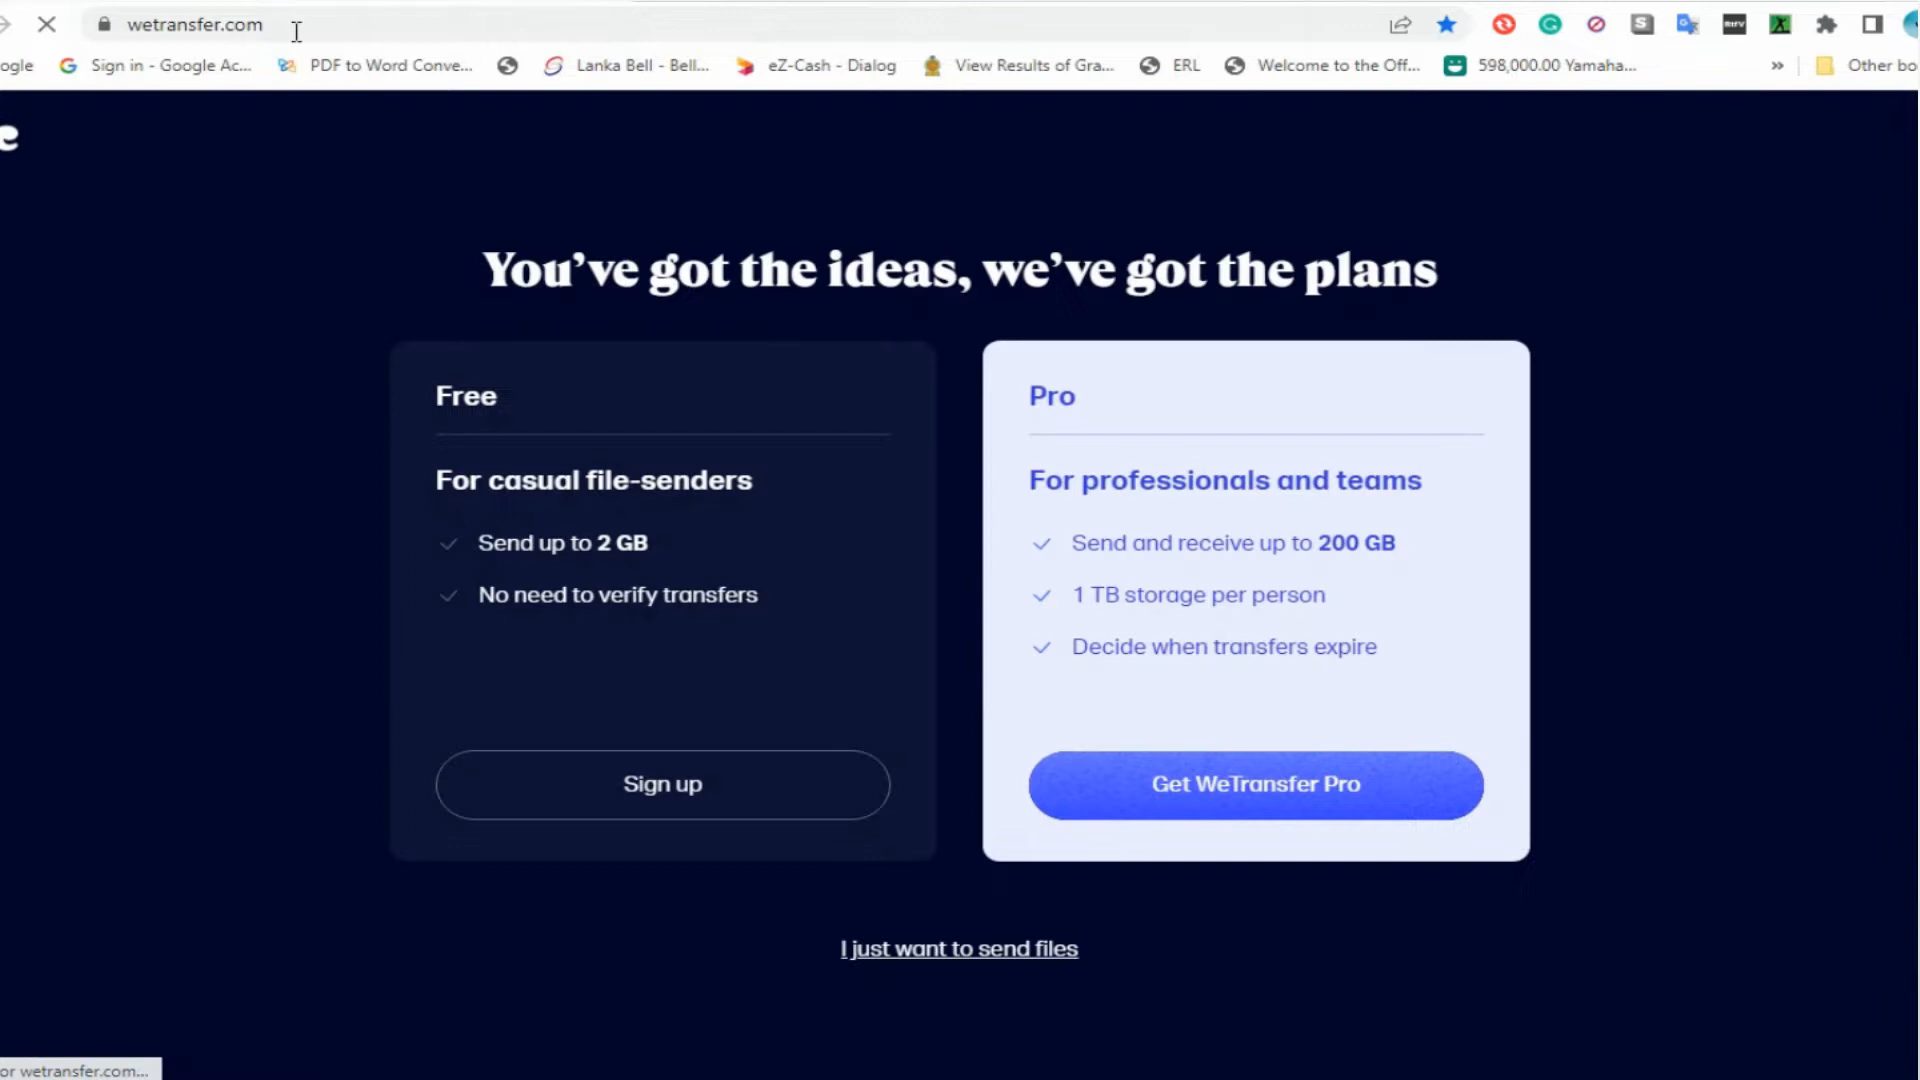 wetransfer.com
ogle Sign in - Google Ac... PDF to Word Conve... Lanka Bell - Bell... eZ-Cash - Dialog View Results of Gra... ERL Welcome to the Off... 598,000.00 Yamaha... » Other bo
e
You’ve got the ideas, we’ve got the plans
Free
For casual file-senders
Send up to 2 GB
No need to verify transfers
Sign up
Pro
For professionals and teams
Send and receive up to 200 GB
1 TB storage per person
Decide when transfers expire
Get WeTransfer Pro
I just want to send files
or wetransfer.com...